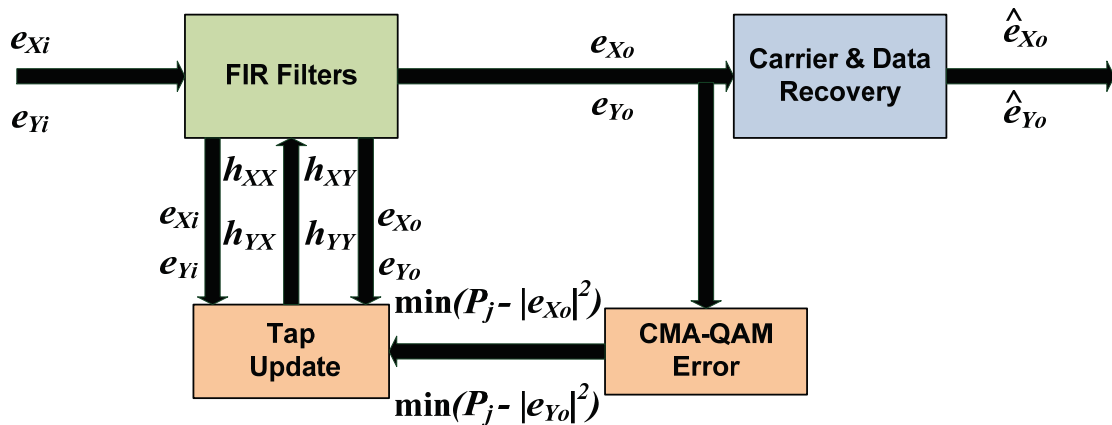 e_Xi
e_Yi
FIR Filters
e_Xo
e_Yo
Carrier & Data
Recovery
ê_Xo
ê_Yo
h_XX h_XY
h_YX h_YY
e_Xi
e_Yi
e_Xo
e_Yo
Tap
Update
min(P_j - |e_Xo|²)
min(P_j - |e_Yo|²)
CMA-QAM
Error